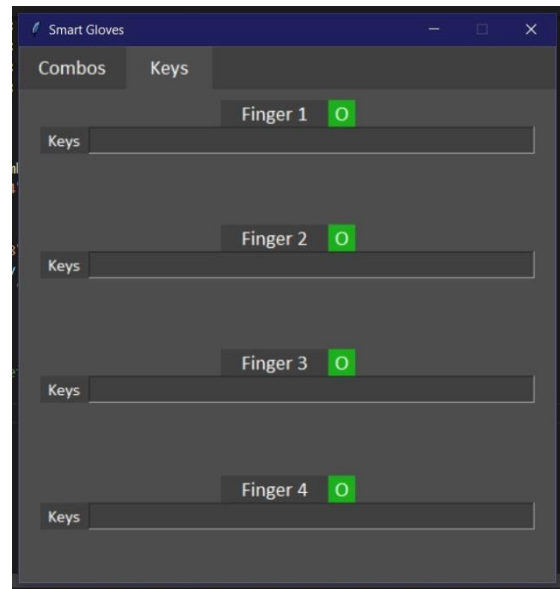 Smart Gloves
Combos Keys
Finger 1 O
Keys
Finger 2 O
Keys
Finger 3 O
Keys
Finger 4 O
Keys